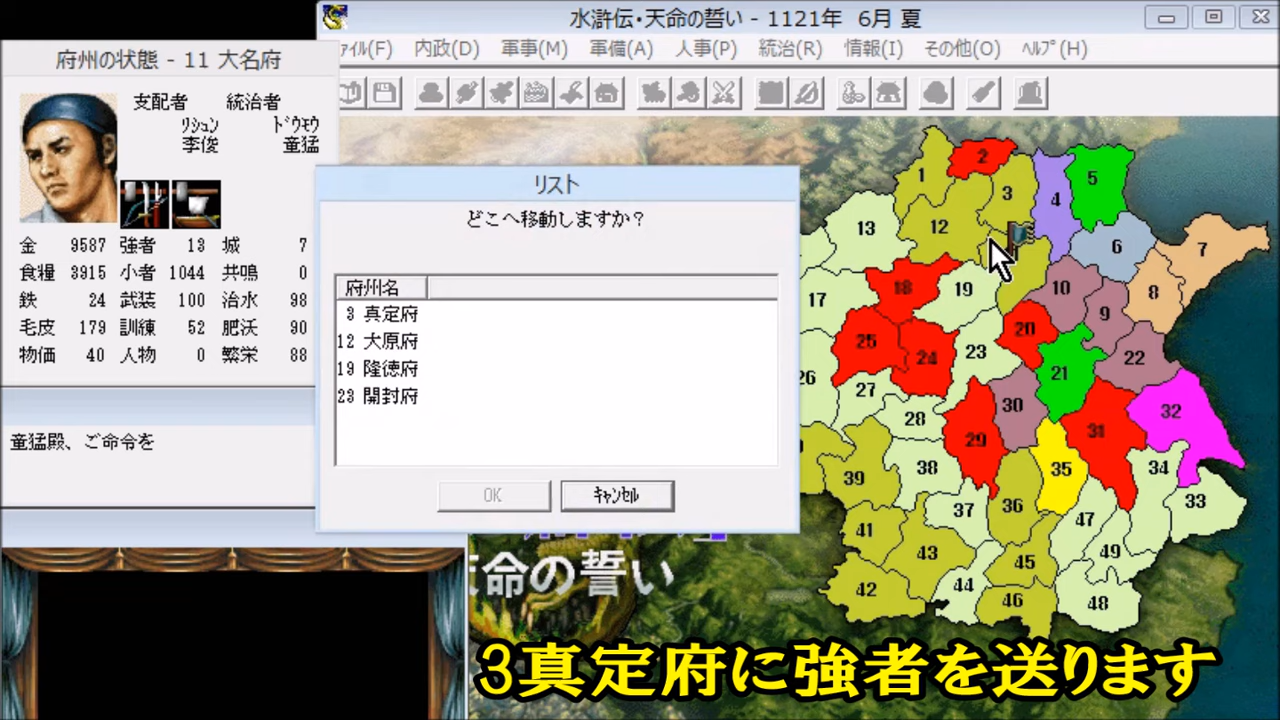 水滸伝・天命の誓い - 1121年 6月 夏
ｧｲﾙ(F) 内政(D) 軍事(M) 軍備(A) 人事(P) 統治(R) 情報(I) その他(O) ﾍﾙﾌﾟ(H)
府州の状態 - 11 大名府
支配者 統治者
ﾘｼｭﾝ ﾄﾞｳﾓｳ
李俊 童猛
金 9587 強者 13 城 7
食糧 3915 小者 1044 共鳴 0
鉄 24 武装 100 治水 98
毛皮 179 訓練 52 肥沃 90
物価 40 人物 0 繁栄 88
童猛殿、ご命令を
リスト
どこへ移動しますか？
府州名
3 真定府
12 太原府
19 隆徳府
23 開封府
OK ｷｬﾝｾﾙ
1 2 3 4 5
13 12 6 7
17 18 19 10 9 8
25 24 23 20 21 22
26 27 28 30 31 32
39 38 29 35 34
41 43 37 36 47 33
42 44 45 49
46 48
天命の誓い
3真定府に強者を送ります